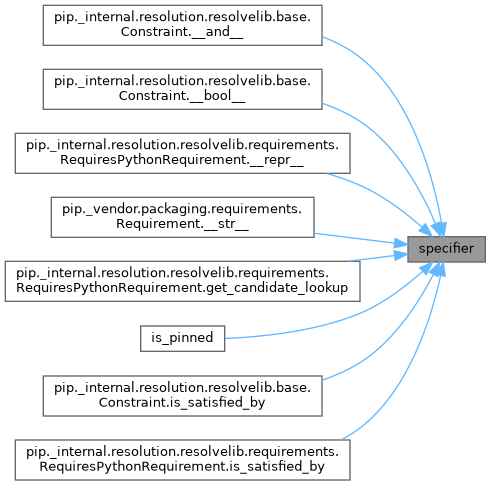 pip._internal.resolution.resolvelib.base.
Constraint.__and__
pip._internal.resolution.resolvelib.base.
Constraint.__bool__
pip._internal.resolution.resolvelib.requirements.
RequiresPythonRequirement.__repr__
pip._vendor.packaging.requirements.
Requirement.__str__
specifier
pip._internal.resolution.resolvelib.requirements.
RequiresPythonRequirement.get_candidate_lookup
is_pinned
pip._internal.resolution.resolvelib.base.
Constraint.is_satisfied_by
pip._internal.resolution.resolvelib.requirements.
RequiresPythonRequirement.is_satisfied_by